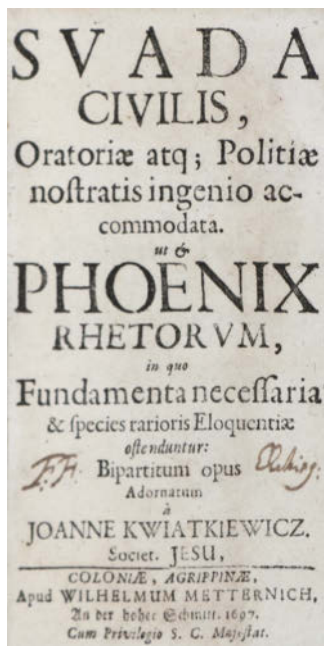 SVADA
CIVILIS,
Oratoriæ atq; Politiæ
noſtratis ingenio ac-
commodata.
ut &
PHOENIX
RHETORVM,
in quo
Fundamenta neceſſaria
& ſpecies rarioris Eloquentiæ
oſtenduntur:
Bipartitum opus
Adornatum
à
JOANNE KWIATKIEWICZ.
Societ. JESU,
COLONIÆ, AGRIPPINÆ,
Apud WILHELMUM METTERNICH,
An der hoher Schmitt. 1697.
Cum Privilegio S. C. Majeſtat.